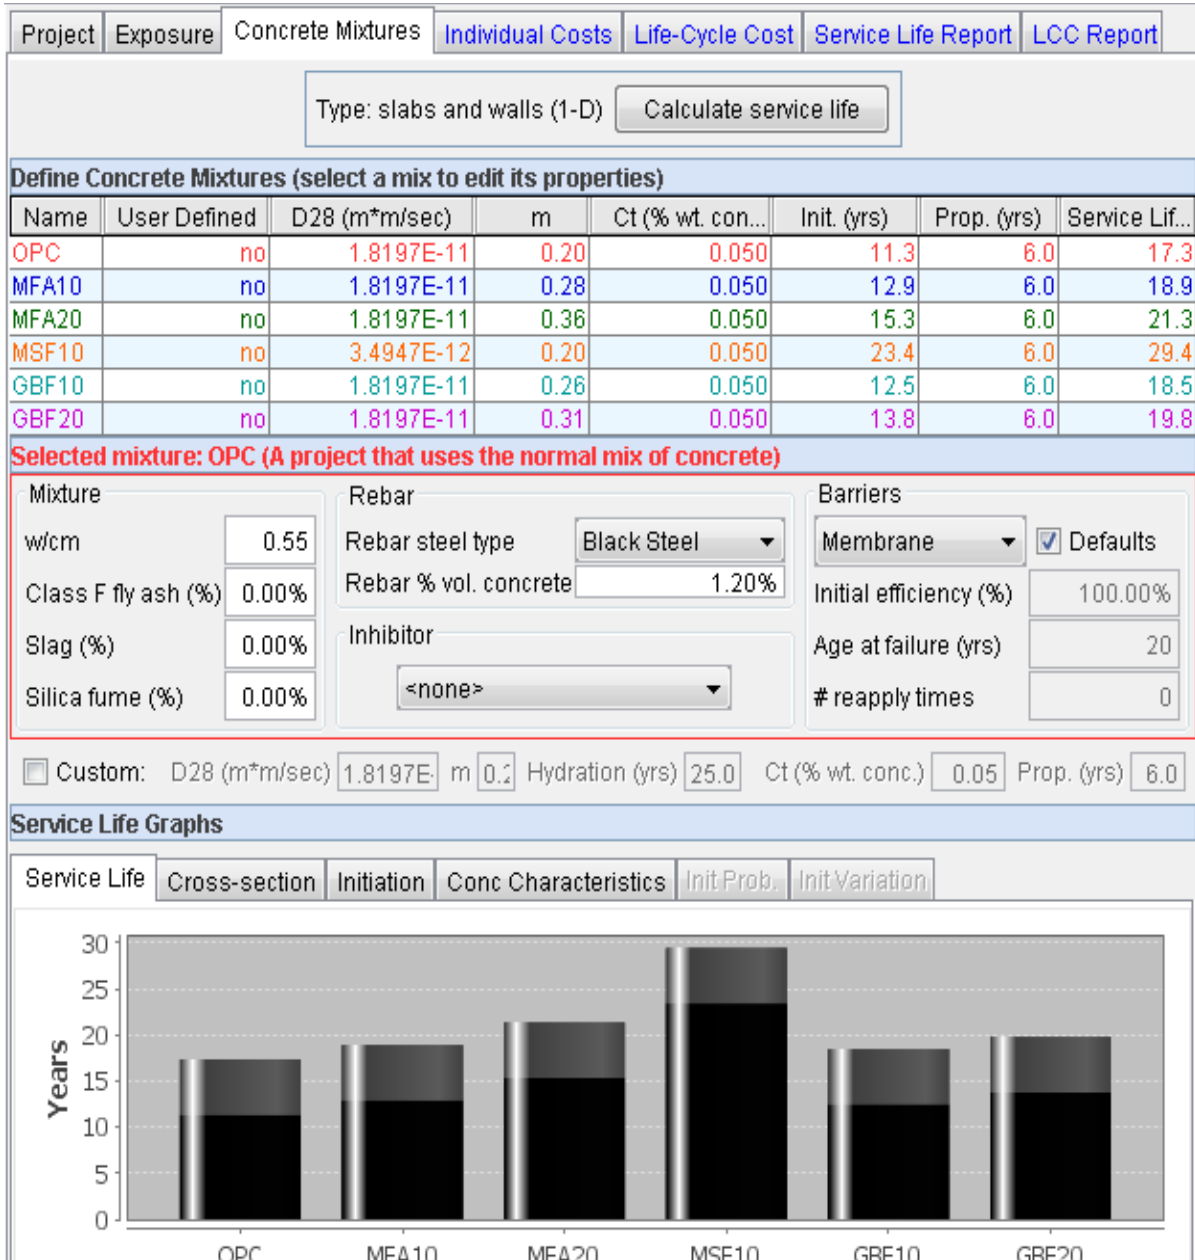 Project Exposure Concrete Mixtures Individual Costs Life-Cycle Cost Service Life Report LCC Report
Type: slabs and walls (1-D) Calculate service life
Define Concrete Mixtures (select a mix to edit its properties)
Name User Defined D28 (m*m/sec) m Ct (% wt. con... Init. (yrs) Prop. (yrs) Service Lif...
OPC no 1.8197E-11 0.20 0.050 11.3 6.0 17.3
MFA10 no 1.8197E-11 0.28 0.050 12.9 6.0 18.9
MFA20 no 1.8197E-11 0.36 0.050 15.3 6.0 21.3
MSF10 no 3.4947E-12 0.20 0.050 23.4 6.0 29.4
GBF10 no 1.8197E-11 0.26 0.050 12.5 6.0 18.5
GBF20 no 1.8197E-11 0.31 0.050 13.8 6.0 19.8
Selected mixture: OPC (A project that uses the normal mix of concrete)
Mixture
w/cm 0.55
Class F fly ash (%) 0.00%
Slag (%) 0.00%
Silica fume (%) 0.00%
Rebar
Rebar steel type Black Steel
Rebar % vol. concrete 1.20%
Inhibitor
<none>
Barriers
Membrane Defaults
Initial efficiency (%) 100.00%
Age at failure (yrs) 20
# reapply times 0
Custom: D28 (m*m/sec) 1.8197E- m 0.2 Hydration (yrs) 25.0 Ct (% wt. conc.) 0.05 Prop. (yrs) 6.0
Service Life Graphs
Service Life Cross-section Initiation Conc Characteristics Init Prob. Init Variation
Years
30
25
20
15
10
5
0
OPC MFA10 MFA20 MSF10 GBF10 GBF20